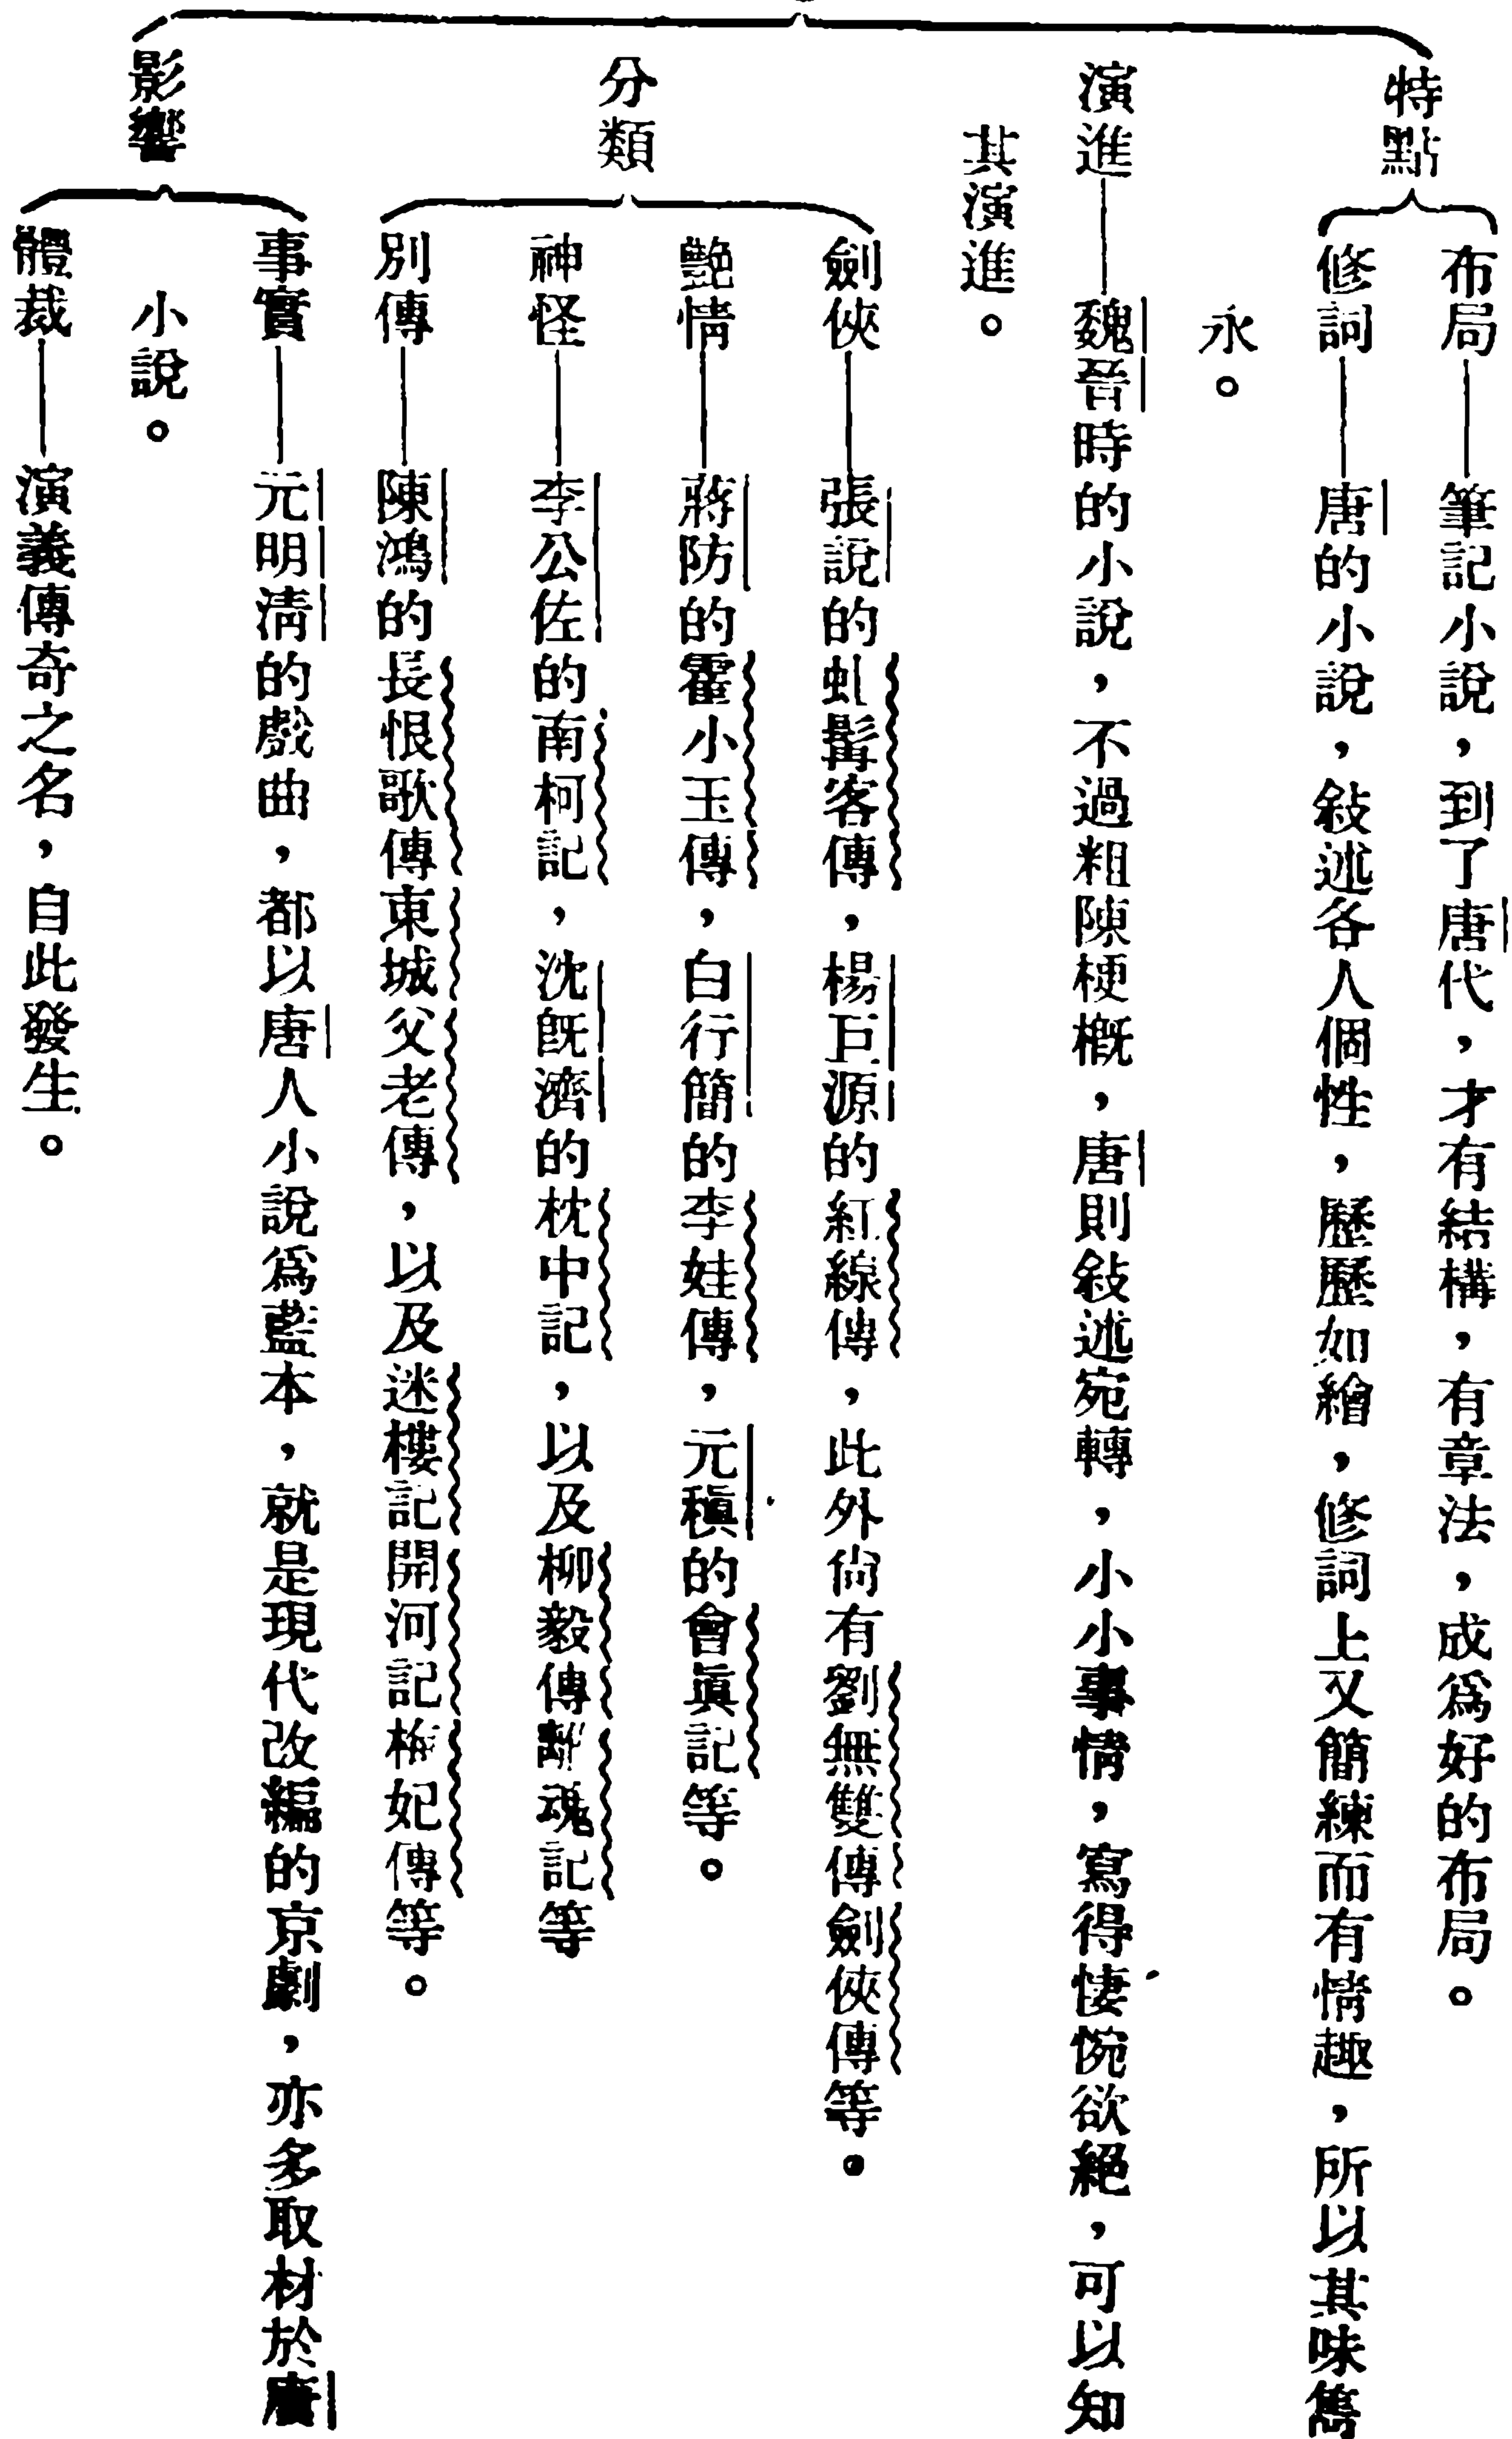 特點
布局——筆記小說，到了唐代，才有結構，有章法，成爲好的布局。
修詞——唐的小說，敍述各人個性，歷歷如繪，修詞上又簡練而有情趣，所以其味雋
永。
演進——魏晉時的小說，不過粗陳梗概，唐則敍述宛轉，小小事情，寫得悽惋欲絕，可以知
其演進。
分類
劍俠——張說的虬髯客傳，楊巨源的紅線傳，此外尙有劉無雙傳劍俠傳等。
艷情——蔣防的霍小玉傳，白行簡的李娃傳，元稹的會眞記等。
神怪——李公佐的南柯記，沈旣濟的枕中記，以及柳毅傳離魂記等
別傳——陳鴻的長恨歌傳東城父老傳，以及迷樓記開河記梅妃傳等。
影響
事實——元明淸的戲曲，都以唐人小說爲藍本，就是現代改編的京劇，亦多取材於唐
小說。
體裁——演義傳奇之名，自此發生。